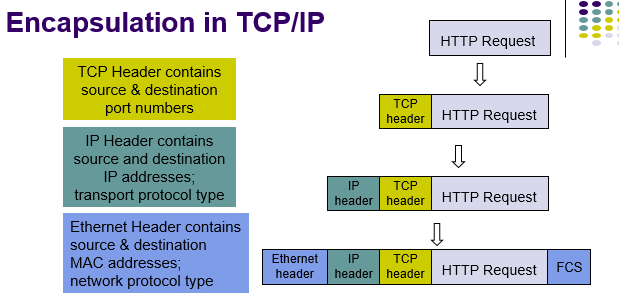 Encapsulation in TCP/IP
HTTP Request
TCP Header contains
source & destination
port numbers
TCP
header
HTTP Request
IP Header contains
source and destination
IP addresses;
transport protocol type
IP
header
TCP
header
HTTP Request
Ethernet Header contains
source & destination
MAC addresses;
network protocol type
Ethernet
header
IP
header
TCP
header
HTTP Request
FCS